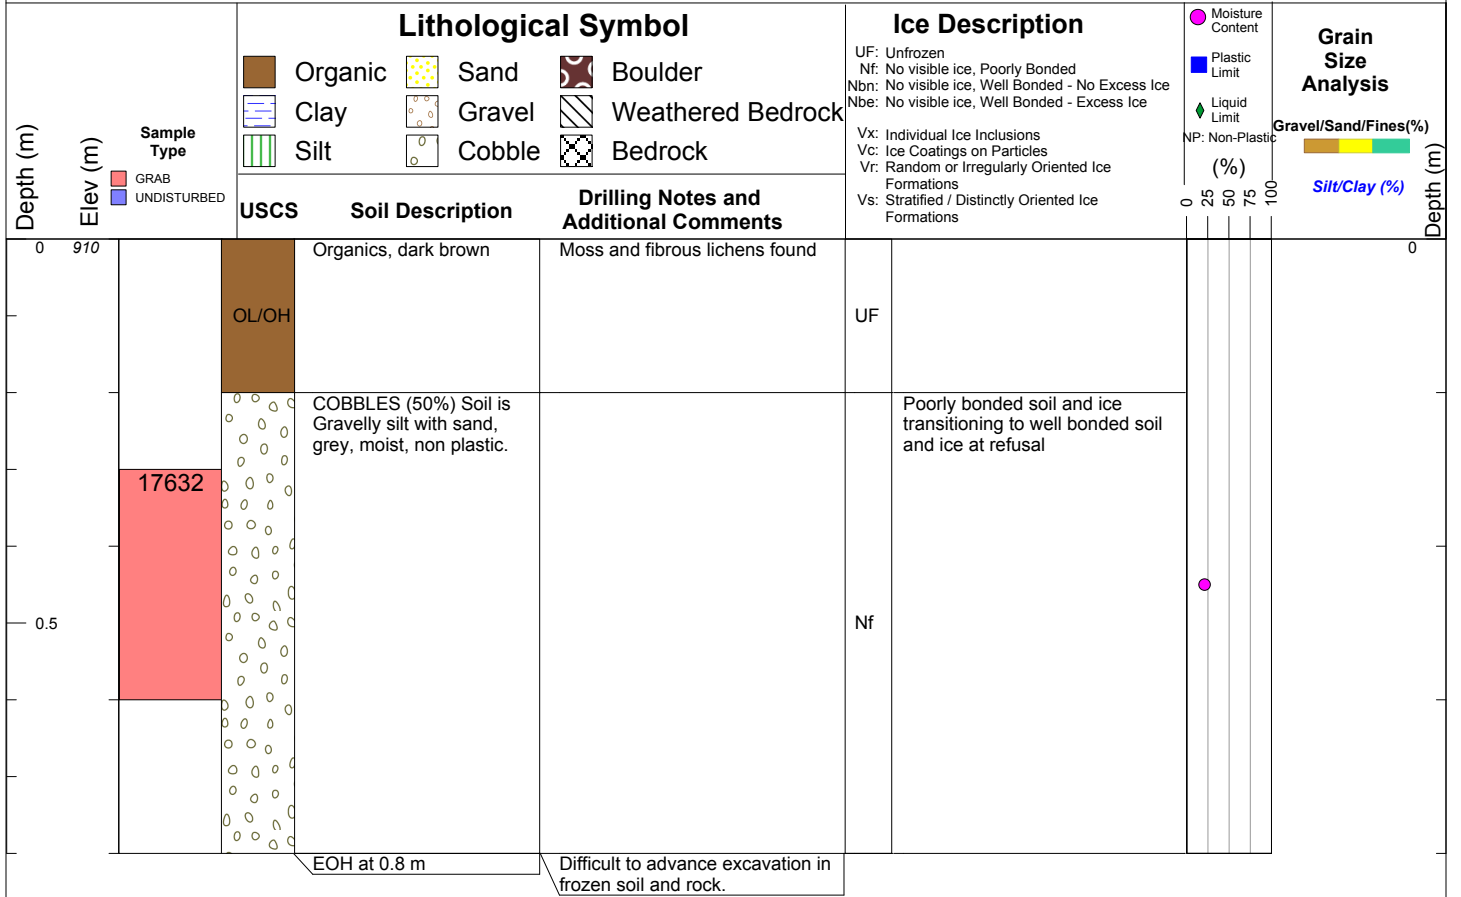 Lithological Symbol
Organic
Sand
Boulder
Clay
Gravel
Weathered Bedrock
Silt
Cobble
Bedrock
Ice Description
UF: Unfrozen
Nf: No visible ice, Poorly Bonded
Nbn: No visible ice, Well Bonded - No Excess Ice
Nbe: No visible ice, Well Bonded - Excess Ice
Vx: Individual Ice Inclusions
Vc: Ice Coatings on Particles
Vr: Random or Irregularly Oriented Ice
Formations
Vs: Stratified / Distinctly Oriented Ice
Formations
Moisture
Content
Plastic
Limit
Liquid
Limit
NP: Non-Plastic
(%)
0 25 50 75 100
Grain
Size
Analysis
Gravel/Sand/Fines(%)
Silt/Clay (%)
Depth (m)
Depth (m)
Elev (m)
Sample
Type
GRAB
UNDISTURBED
USCS
Soil Description
Drilling Notes and
Additional Comments
0
910
Organics, dark brown
Moss and fibrous lichens found
0
OL/OH
UF
COBBLES (50%) Soil is
Gravelly silt with sand,
grey, moist, non plastic.
Poorly bonded soil and ice
transitioning to well bonded soil
and ice at refusal
17632
0.5
Nf
EOH at 0.8 m
Difficult to advance excavation in
frozen soil and rock.